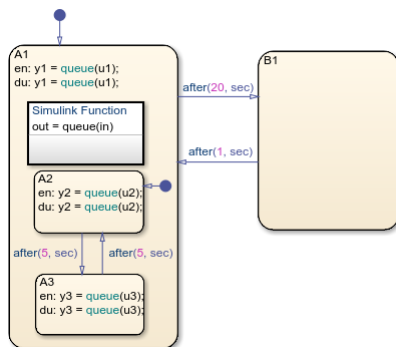 A1
en: y1 = queue(u1);
du: y1 = queue(u1);
Simulink Function
out = queue(in)
A2
en: y2 = queue(u2);
du: y2 = queue(u2);
after(5, sec)
after(5, sec)
A3
en: y3 = queue(u3);
du: y3 = queue(u3);
after(20, sec)
after(1, sec)
B1